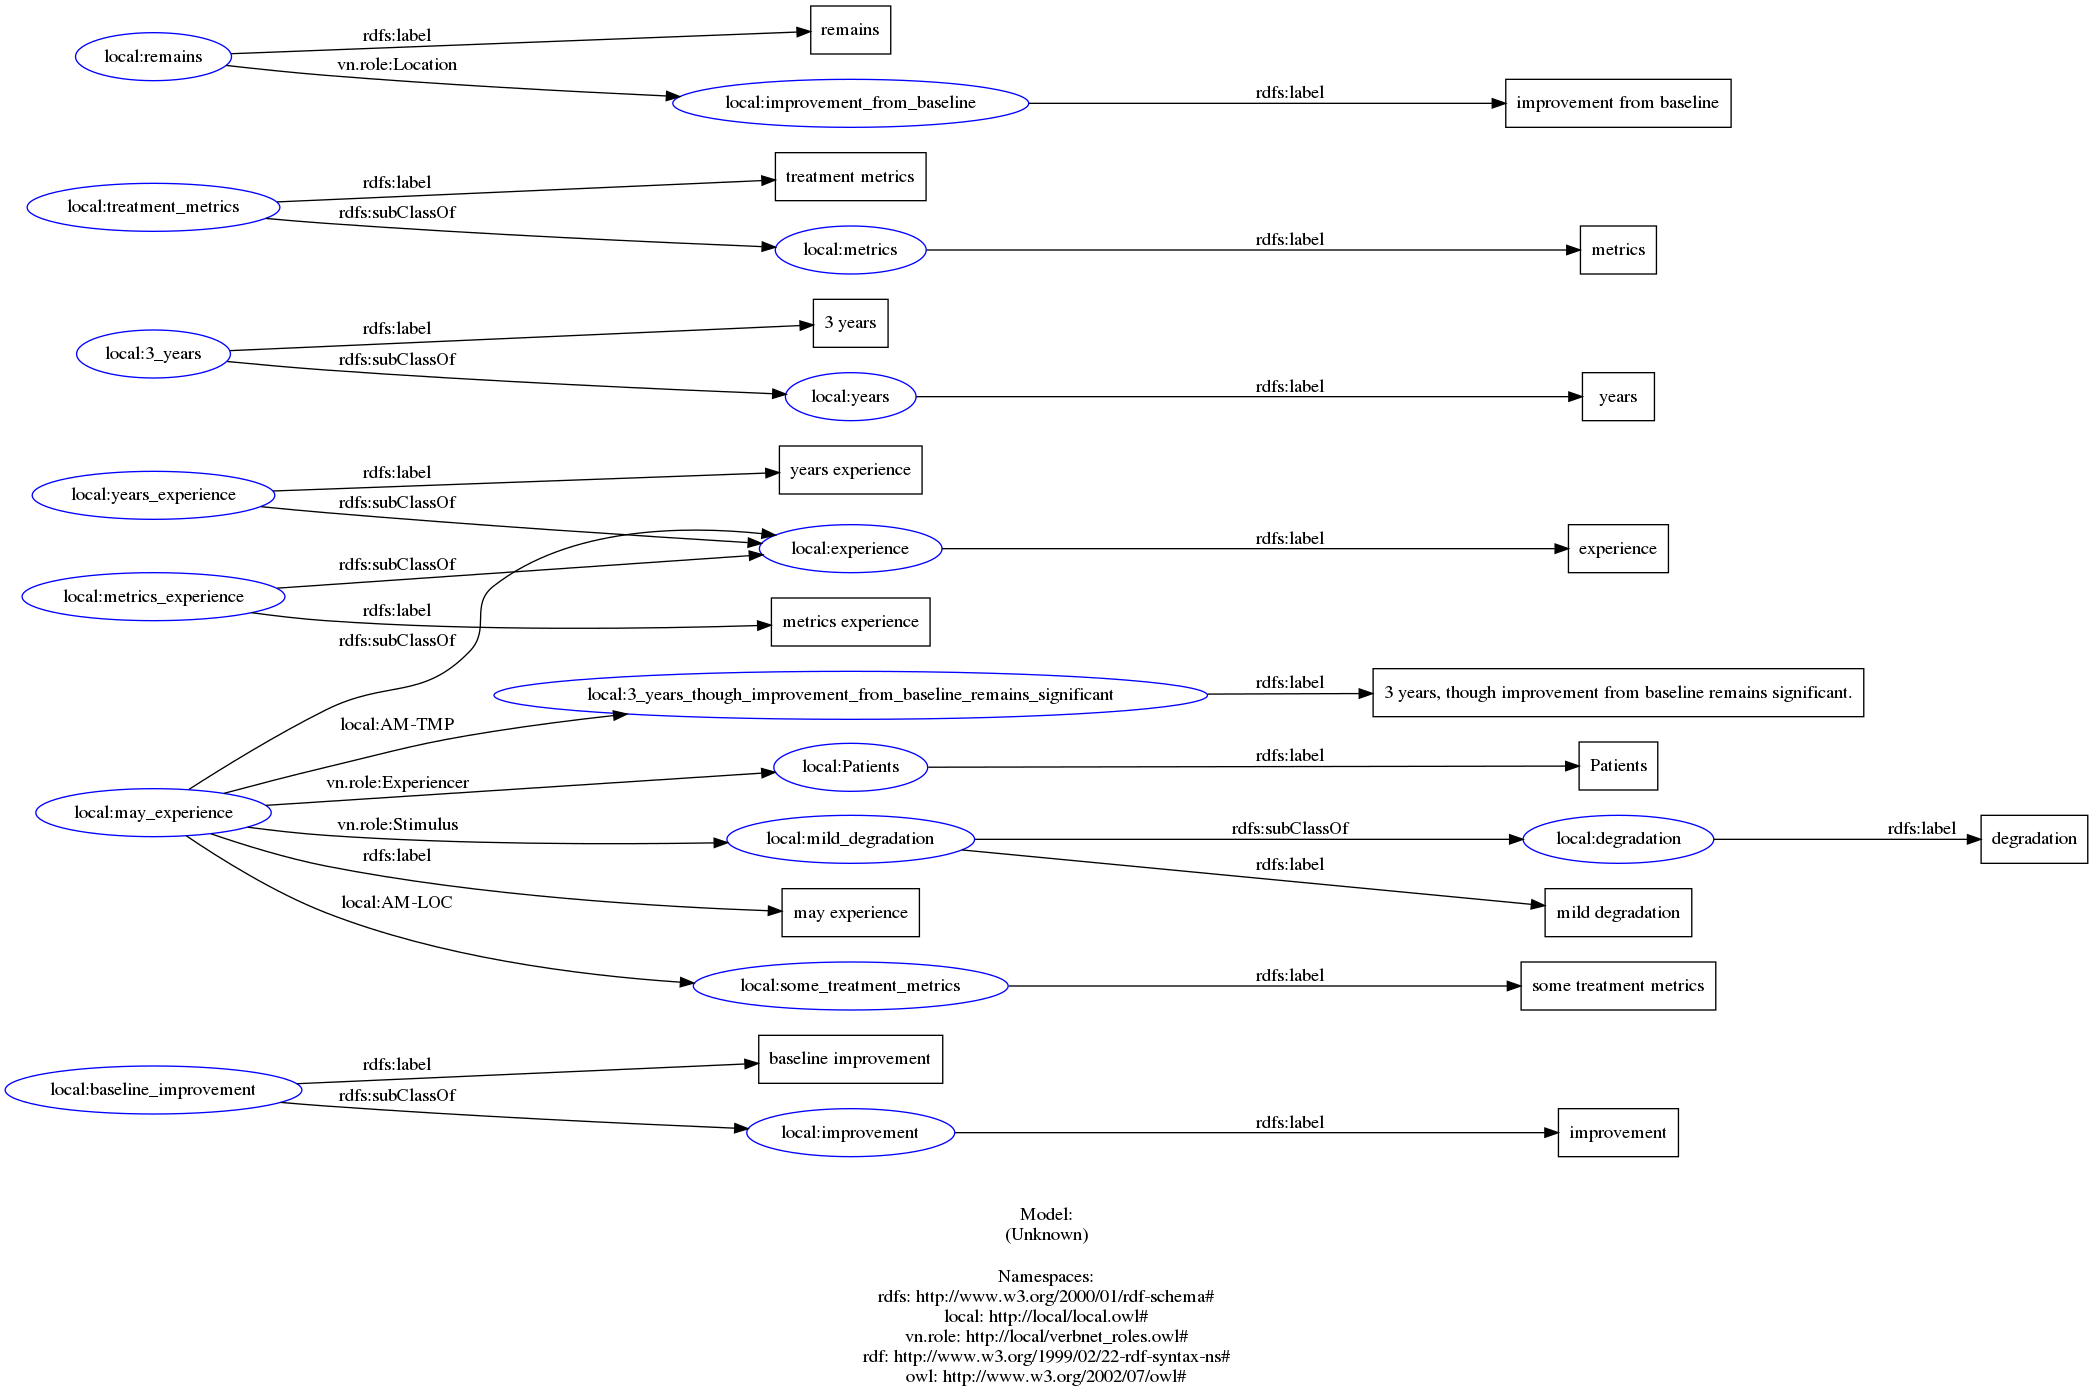 rdfs:label
remains
local:remains
vn.role:Location
local:improvement_from_baseline
rdfs:label
improvement from baseline
rdfs:label
treatment metrics
local:treatment_metrics
rdfs:subClassOf
local:metrics
rdfs:label
metrics
rdfs:label
3 years
local:3_years
rdfs:subClassOf
local:years
rdfs:label
years
rdfs:label
years experience
local:years_experience
rdfs:subClassOf
local:experience
rdfs:label
experience
rdfs:subClassOf
local:metrics_experience
rdfs:label
metrics experience
rdfs:subClassOf
local:3_years_though_improvement_from_baseline_remains_significant
rdfs:label
3 years, though improvement from baseline remains significant.
local:AM-TMP
vn.role:Experiencer
local:Patients
rdfs:label
Patients
local:may_experience
vn.role:Stimulus
local:mild_degradation
rdfs:subClassOf
local:degradation
rdfs:label
degradation
rdfs:label
rdfs:label
may experience
mild degradation
local:AM-LOC
local:some_treatment_metrics
rdfs:label
some treatment metrics
rdfs:label
baseline improvement
local:baseline_improvement
rdfs:subClassOf
local:improvement
rdfs:label
improvement
Model:
(Unknown)
Namespaces:
rdfs: http://www.w3.org/2000/01/rdf-schema#
local: http://local/local.owl#
vn.role: http://local/verbnet_roles.owl#
rdf: http://www.w3.org/1999/02/22-rdf-syntax-ns#
owl: http://www.w3.org/2002/07/owl#